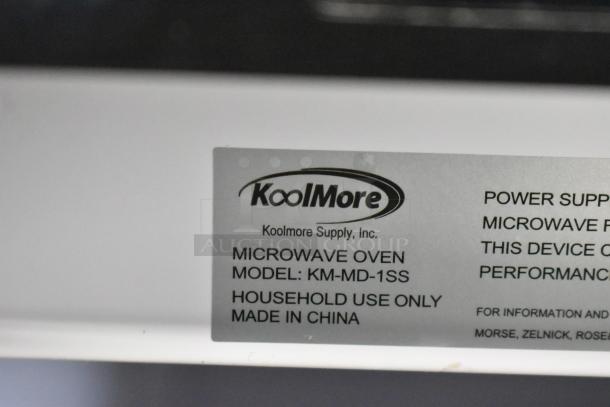 KoolMore
Koolmore Supply, Inc.
AUCTION GROUP
MICROWAVE OVEN
MODEL: KM-MD-1SS
HOUSEHOLD USE ONLY
MADE IN CHINA
POWER SUPP
MICROWAVE F
THIS DEVICE C
PERFORMANC
FOR INFORMATION AND
MORSE, ZELNICK, ROSE